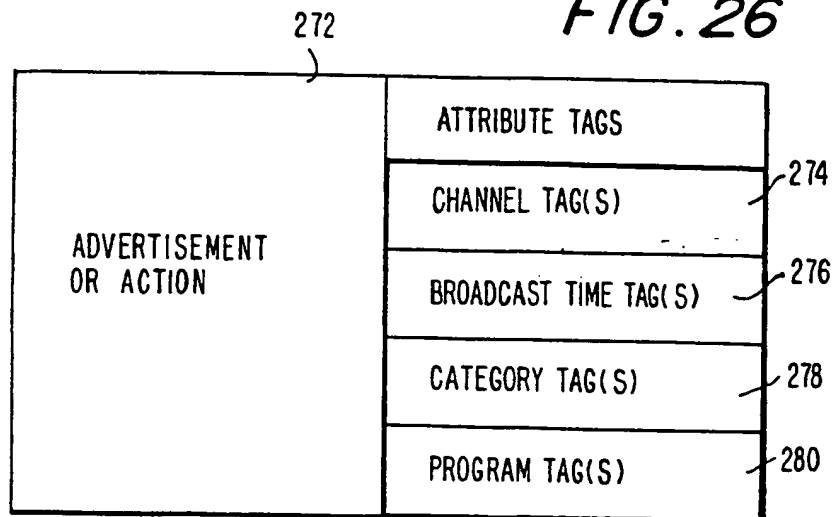 FIG. 26
272
ADVERTISEMENT
OR ACTION
ATTRIBUTE TAGS
CHANNEL TAG(S)
274
BROADCAST TIME TAG(S)
276
CATEGORY TAG(S)
278
PROGRAM TAG(S)
280